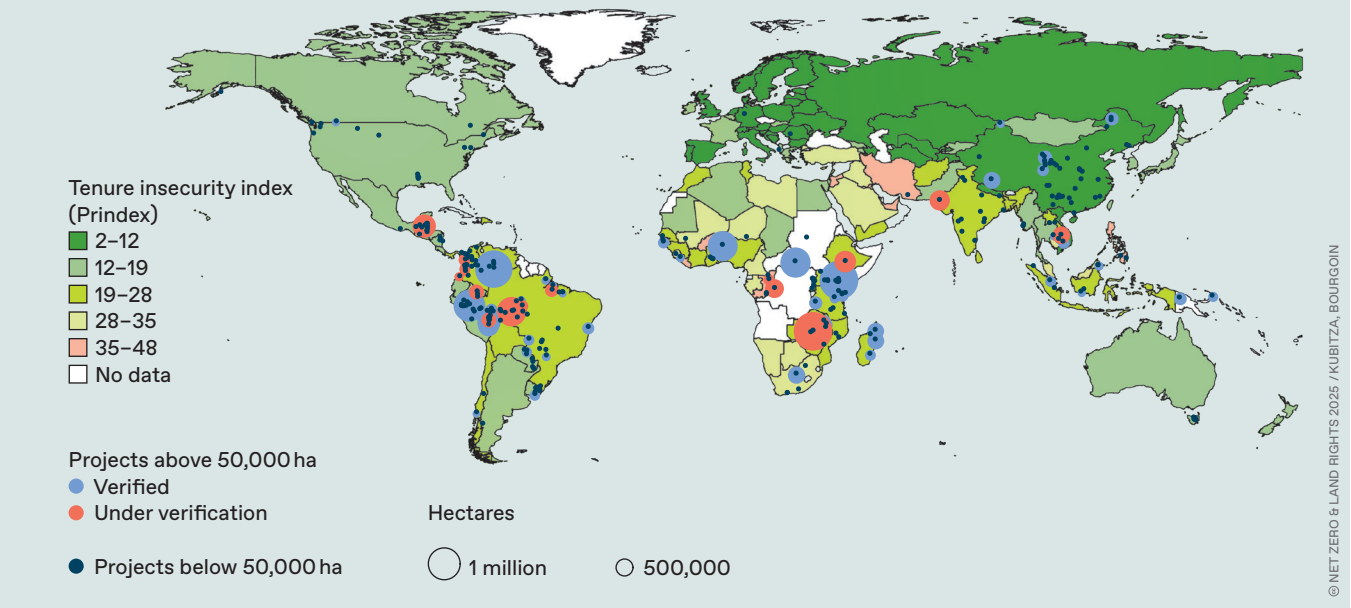 Tenure insecurity index
(Prindex)
2–12
12–19
19–28
28–35
35–48
No data
Projects above 50,000 ha
Verified
Under verification
Projects below 50,000 ha
Hectares
1 million
500,000
© NET ZERO & LAND RIGHTS 2025 / KUBITZA, BOURGOIN